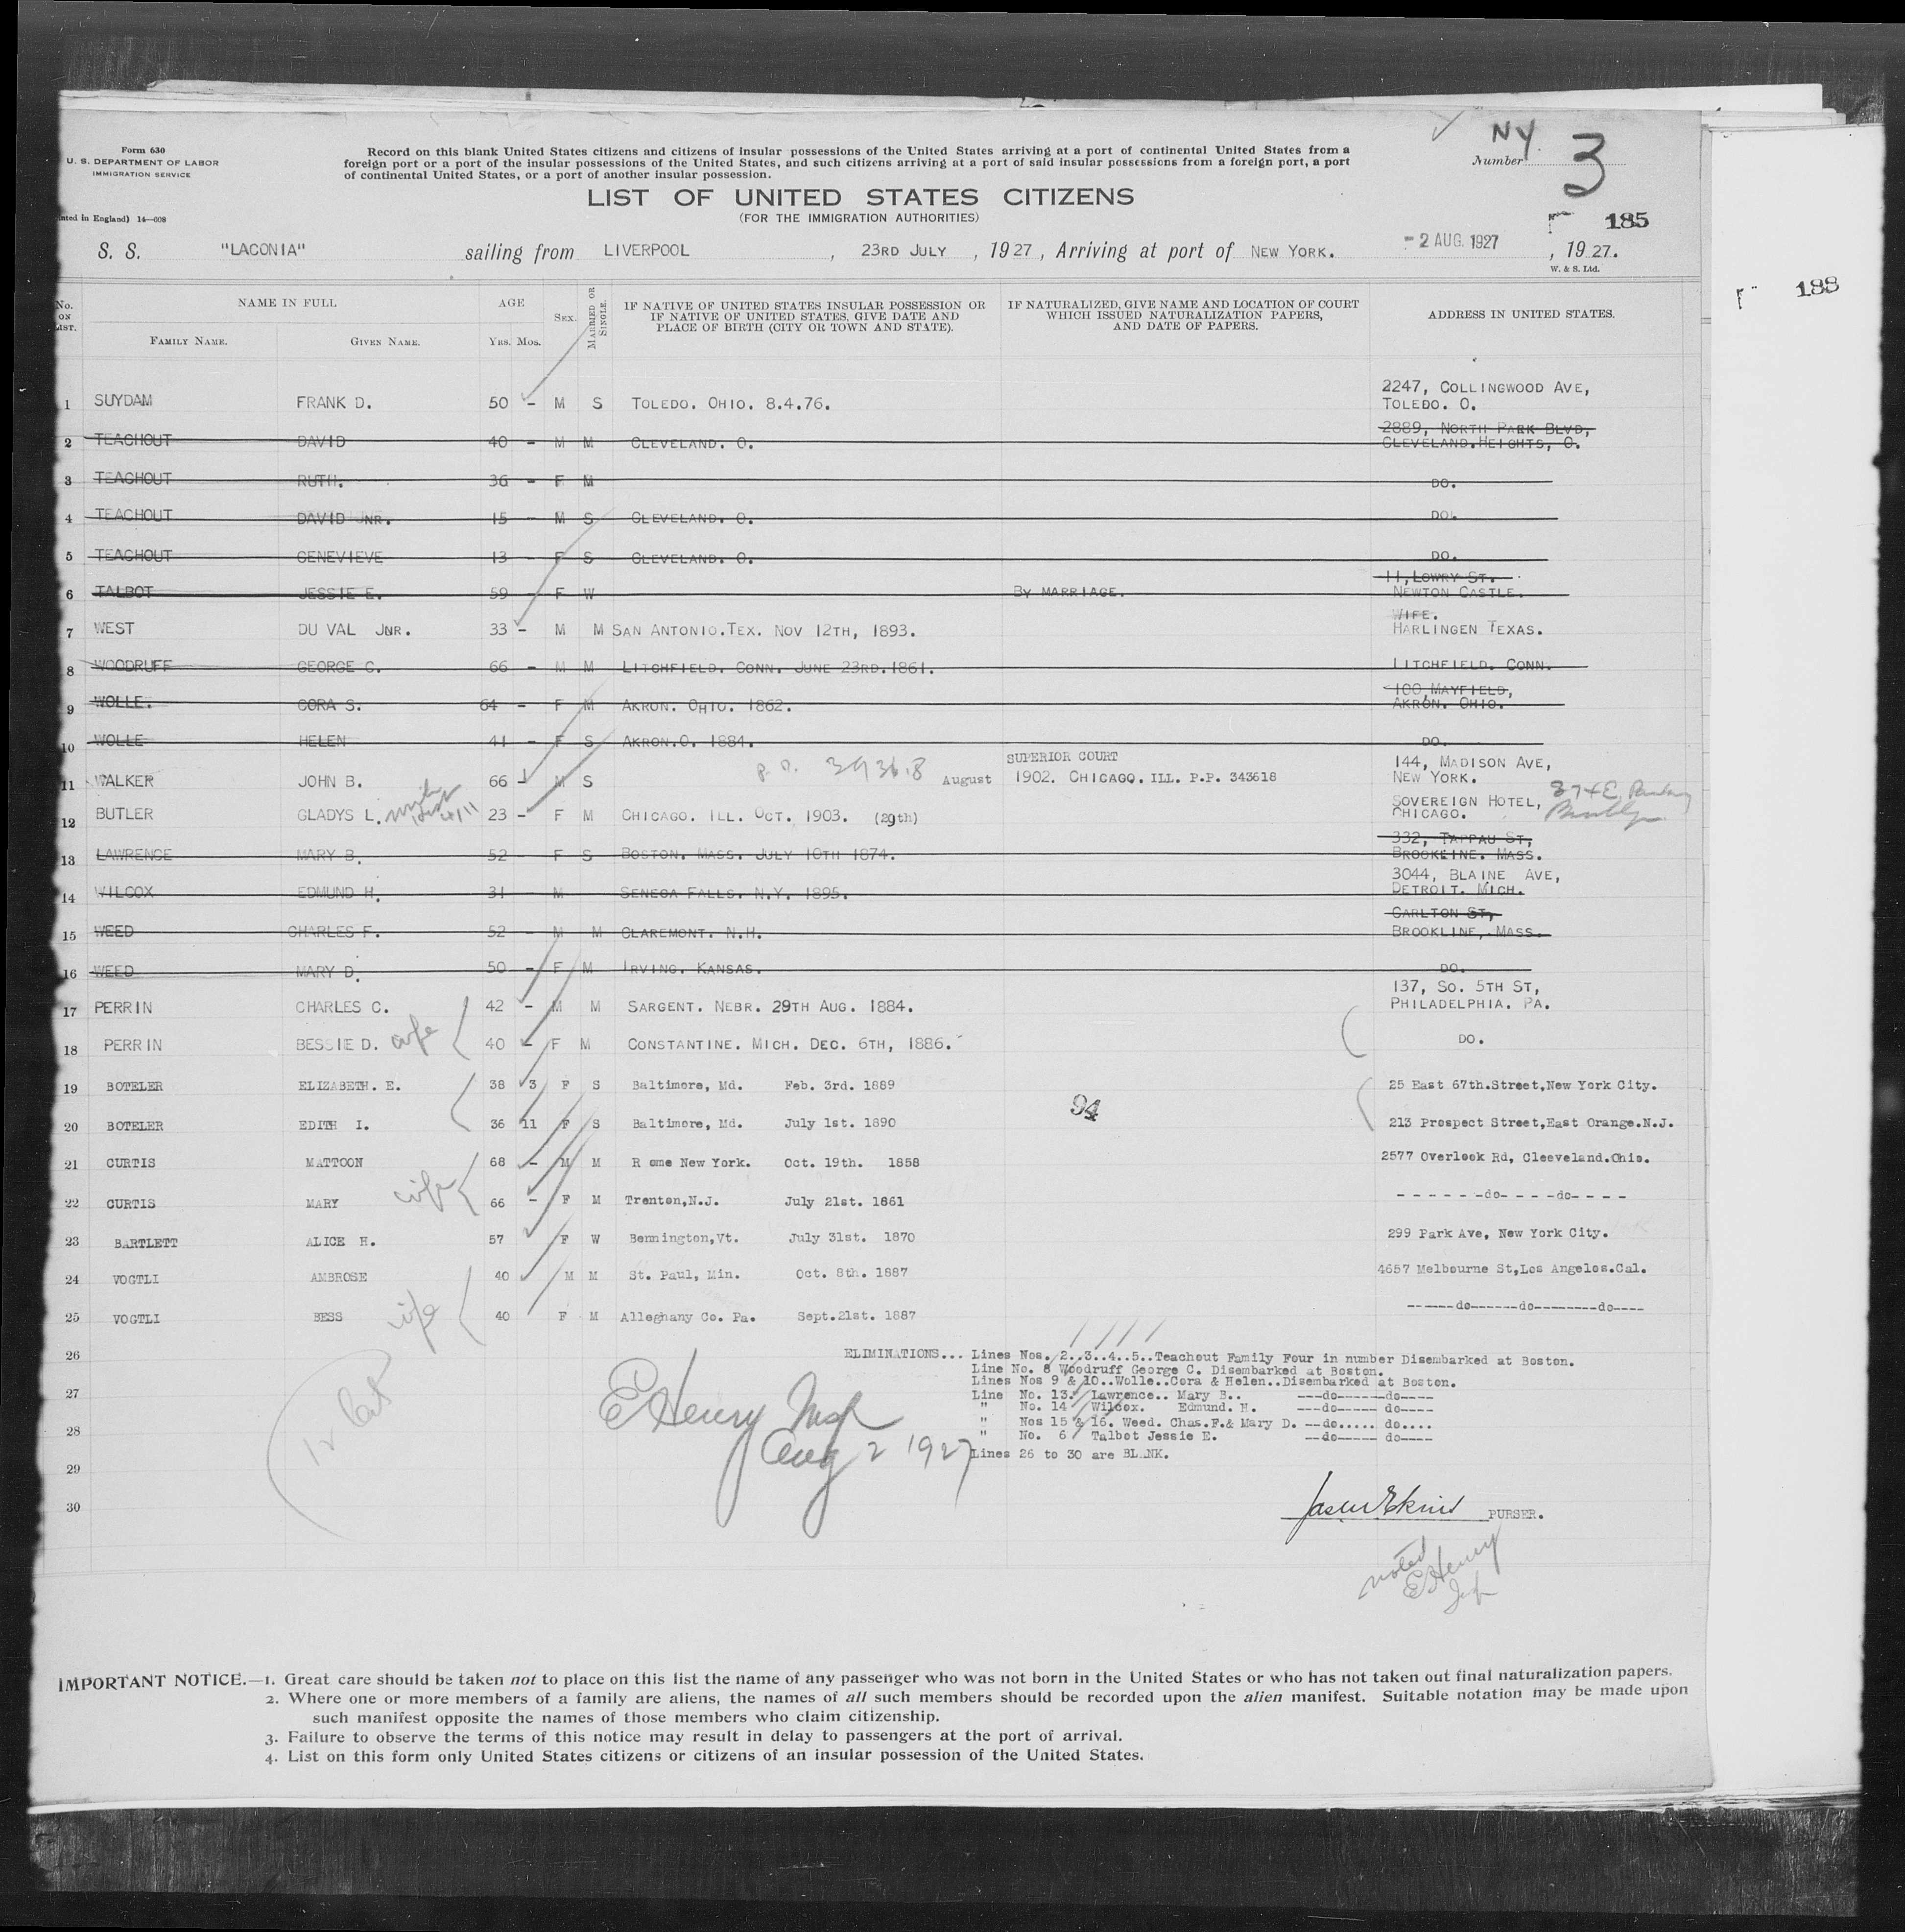 NY.
Form 630
U. S. DEPARTMENT OF LABOR
IMMIGRATION SERVICE
Record on this blank United States citizens and citizens of insular possessions of the United States arriving at a port of continental United States from a
foreign port or a port of the insular possessions of the United States, and such citizens arriving at a port of said insular possessions from a foreign port, a port
of continental United States, or a port of another insular possession.
Number 3
LIST OF UNITED STATES CITIZENS
(FOR THE IMMIGRATION AUTHORITIES)
nted in England) 14—608
185
S. S. "LACONIA" sailing from LIVERPOOL, 23RD JULY, 1927, Arriving at port of NEW YORK. - 2 AUG. 1927, 1927.
W. & S. Ltd.
188
No. ON LIST. NAME IN FULL AGE SEX. MARRIED OR SINGLE. IF NATIVE OF UNITED STATES INSULAR POSSESSION OR IF NATIVE OF UNITED STATES, GIVE DATE AND PLACE OF BIRTH (CITY OR TOWN AND STATE). IF NATURALIZED, GIVE NAME AND LOCATION OF COURT WHICH ISSUED NATURALIZATION PAPERS, AND DATE OF PAPERS. ADDRESS IN UNITED STATES.
FAMILY NAME. GIVEN NAME. YRS. MOS.
1 SUYDAM FRANK D. 50 - M S TOLEDO. OHIO. 8.4.76. 2247, COLLINGWOOD AVE, TOLEDO. O.
2 TEACHOUT DAVID 40 - M M CLEVELAND. O. 2889, NORTH PARK BLVD, CLEVELAND.HEIGHTS, O.
3 TEACHOUT RUTH. 36 - F M DO.
4 TEACHOUT DAVID JNR. 15 - M S CLEVELAND. O. DO.
5 TEACHOUT GENEVIEVE 13 - F S CLEVELAND. O. DO.
6 TALBOT JESSIE E. 59 - F W BY MARRIAGE. 11, LOWRY ST. NEWTON CASTLE.
7 WEST DU VAL JNR. 33 - M M SAN ANTONIO.TEX. NOV 12TH, 1893. WIFE. HARLINGEN TEXAS.
8 WOODRUFF GEORGE C. 66 - M M LITCHFIELD. CONN. JUNE 23RD.1861. LITCHFIELD. CONN.
9 WOLLE. CORA S. 64 - F M AKRON. OHIO. 1862. 100, MAYFIELD, AKRON. OHIO.
10 WOLLE HELEN 41 - F S AKRON.O. 1884. DO.
11 WALKER JOHN B. 66 - M S August SUPERIOR COURT 1902. CHICAGO. ILL. P.P. 343618 144, MADISON AVE, NEW YORK.
12 BUTLER GLADYS L. 23 - F M CHICAGO. ILL. OCT. 1903. (29th) SOVEREIGN HOTEL, CHICAGO.
13 LAWRENCE MARY B. 52 - F S BOSTON. MASS. JULY 10TH 1874. 332, TAPPAU ST, BROOKLINE. MASS.
14 WILCOX EDMUND H. 31 - M SENECA FALLS. N.Y. 1895. 3044, BLAINE AVE, DETROIT. MICH.
15 WEED CHARLES F. 52 - M M CLAREMONT. N.H. CARLTON ST, BROOKLINE, MASS.
16 WEED MARY D. 50 - F M IRVING. KANSAS. DO.
17 PERRIN CHARLES C. 42 - M M SARGENT. NEBR. 29TH AUG. 1884. 137, SO. 5TH ST, PHILADELPHIA. PA.
18 PERRIN BESSIE D. wife 40 - F M CONSTANTINE. MICH. DEC. 6TH, 1886. DO.
19 BOTELER ELIZABETH. E. 38 3 F S Baltimore, Md. Feb. 3rd. 1889 25 East 67th.Street,New York City.
94
20 BOTELER EDITH I. 36 11 F S Baltimore, Md. July 1st. 1890 213 Prospect Street,East Orange.N.J.
21 CURTIS MATTOON 68 - M M Rome New York. Oct. 19th. 1858 2577 Overlook Rd, Cleeveland.Ohio.
22 CURTIS MARY wife 66 - F M Trenton,N.J. July 21st. 1861 - - - - - -do- - - -do- - - -
23 BARTLETT ALICE H. 57 F W Bennington,Vt. July 31st. 1870 299 Park Ave, New York City.
24 VOGTLI AMBROSE 40 M M St. Paul, Min. Oct. 8th. 1887 4657 Melbourne St,Los Angelos.Cal.
25 VOGTLI BESS wife 40 F M Alleghany Co. Pa. Sept.21st. 1887 ------do------do--------do----
26 ELIMINATIONS... Lines Nos. 2..3..4..5..Teachout Family Four in number Disembarked at Boston.
Line No. 8 Woodruff George C. Disembarked at Boston.
Lines Nos 9 & 10..Wolle..Cora & Helen..Disembarked at Boston.
27 Line No. 13. Lawrence.. Mary B.. ---do------do----
" No. 14 Wilcox. Edmund. H. ---do----- do----
" Nos 15 & 16. Weed. Chas.F.& Mary D. --do..... do....
28 " No. 6 Talbot Jessie E. --do----- do----
E Henry Insp
Aug 2 1927
Lines 26 to 30 are BLANK.
29
30
PURSER.
noted
E Henry
Insp
IMPORTANT NOTICE.—1. Great care should be taken not to place on this list the name of any passenger who was not born in the United States or who has not taken out final naturalization papers.
2. Where one or more members of a family are aliens, the names of all such members should be recorded upon the alien manifest. Suitable notation may be made upon
such manifest opposite the names of those members who claim citizenship.
3. Failure to observe the terms of this notice may result in delay to passengers at the port of arrival.
4. List on this form only United States citizens or citizens of an insular possession of the United States.